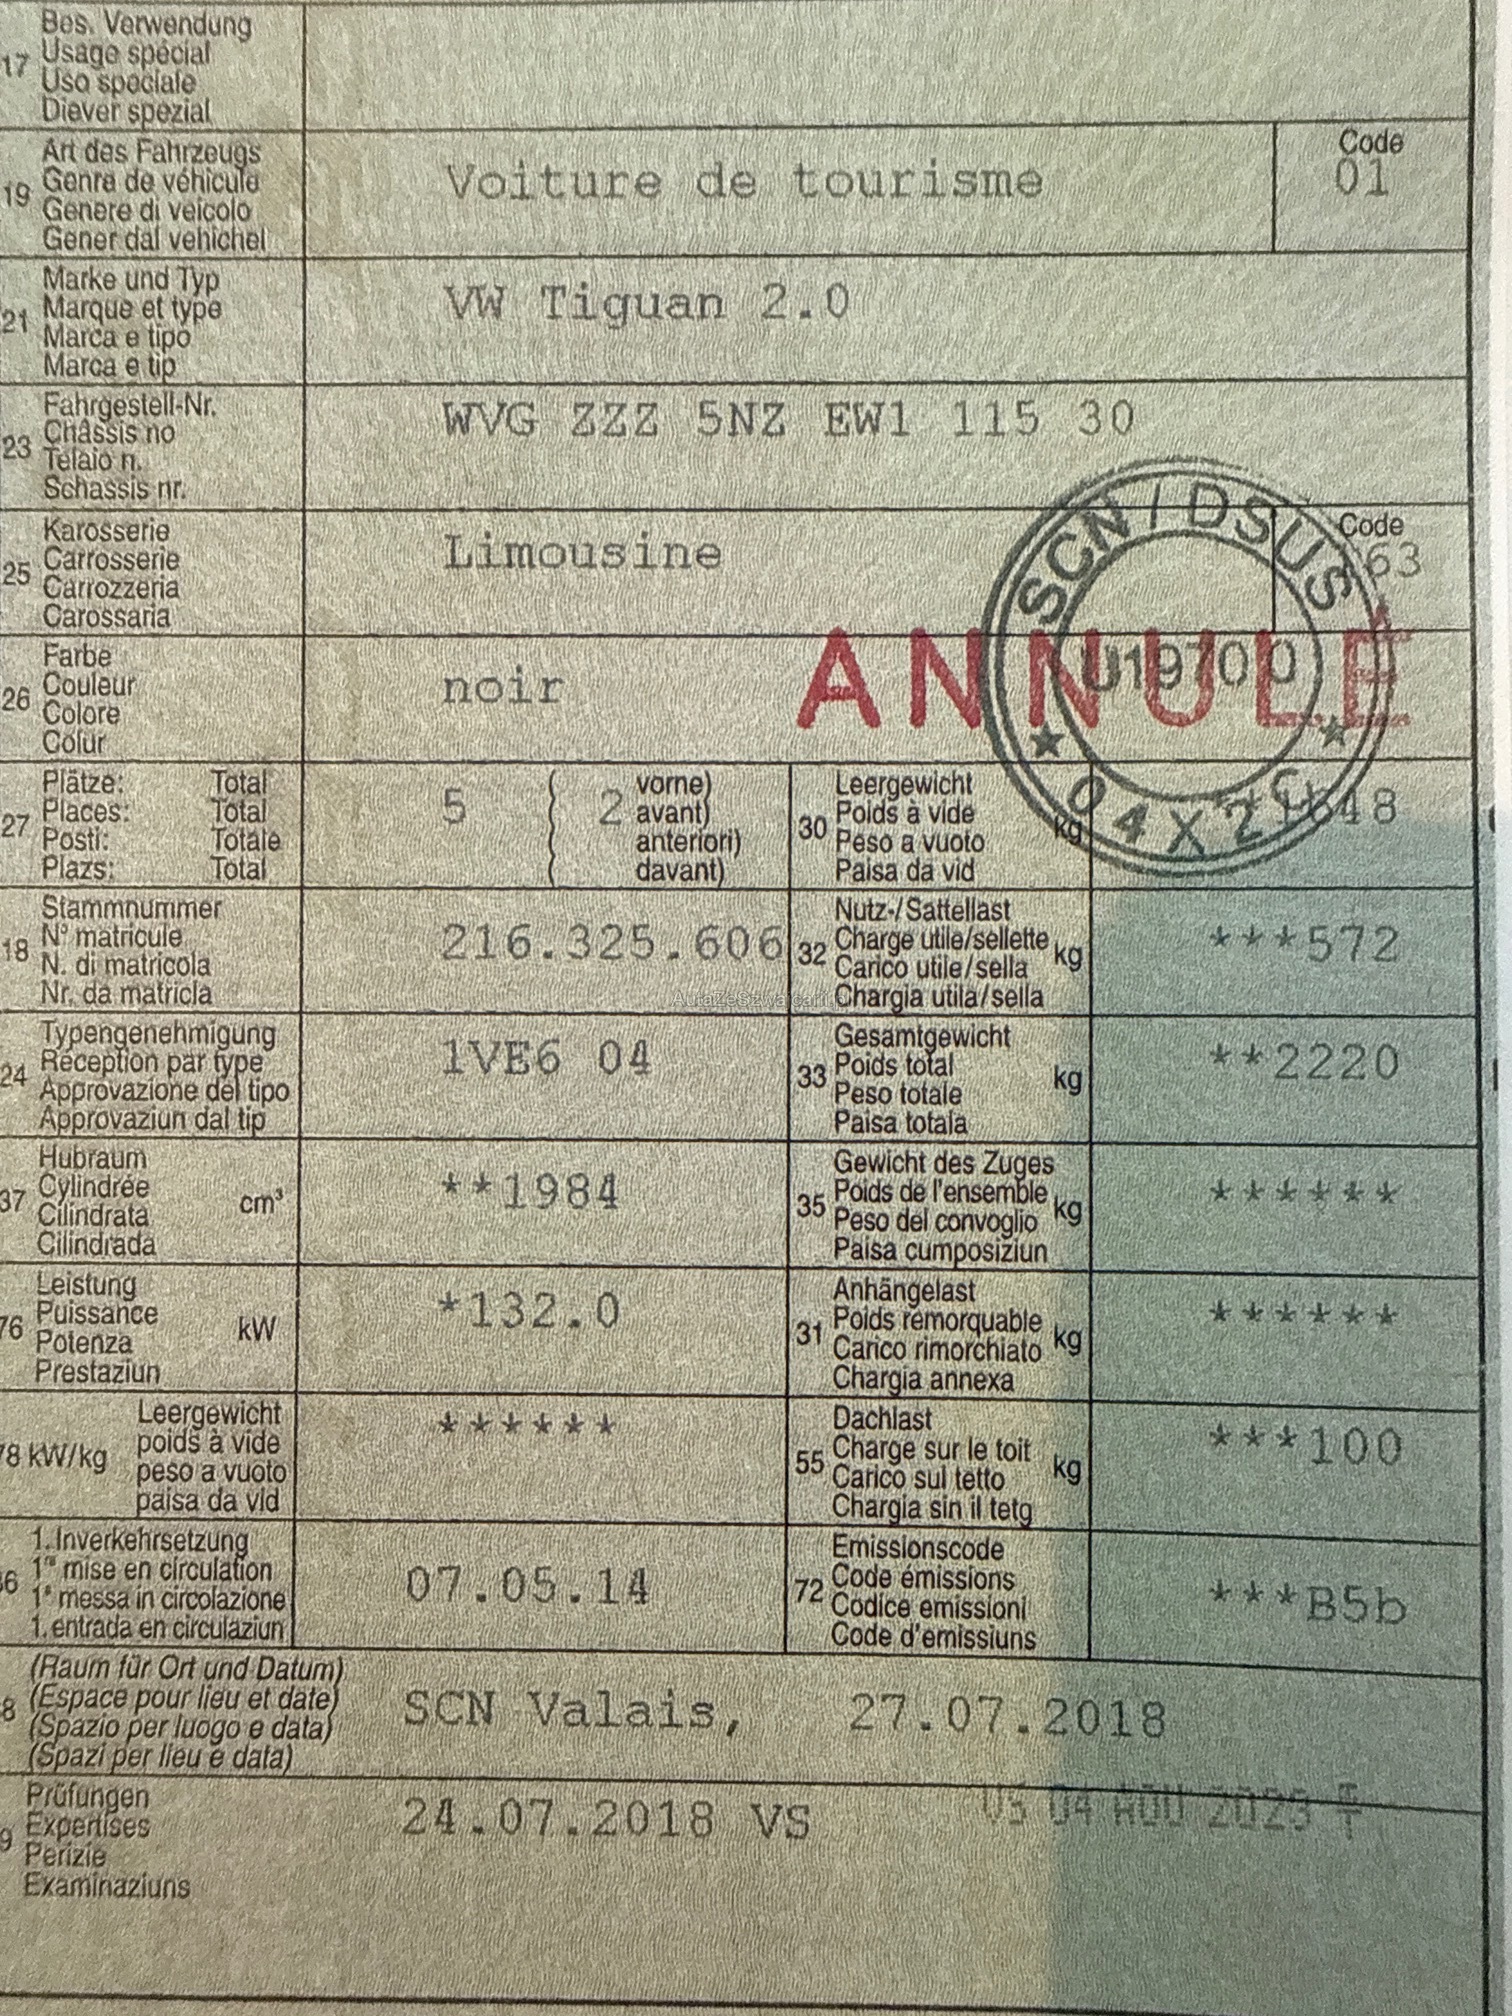 17
Bes. Verwendung
Usage spécial
Uso speciale
Diever spezial
19
Art des Fahrzeugs
Genre de véhicule
Genere di veicolo
Gener dal vehichel
Voiture de tourisme
Code
01
21
Marke und Typ
Marque et type
Marca e tipo
Marca e tip
VW Tiguan 2.0
23
Fahrgestell-Nr.
Châssis no
Telaio n.
Schassis nr.
WVG ZZZ 5NZ EW1 115 30
25
Karosserie
Carrosserie
Carrozzeria
Carossaria
Limousine
Code
63
SCN / DSUS
U19700
04X2C
ANNULÉ
26
Farbe
Couleur
Colore
Colur
noir
27
Plätze: Total
Places: Total
Posti: Totale
Plazs: Total
5 ( 2 vorne)
avant)
anteriori)
davant)
30
Leergewicht
Poids à vide
Peso a vuoto
Paisa da vid
kg
**1648
18
Stammnummer
N° matricule
N. di matricola
Nr. da matricla
216.325.606
32
Nutz-/Sattellast
Charge utile/sellette
Carico utile/sella
Chargia utila/sella
kg
***572
24
Typengenehmigung
Réception par type
Approvazione del tipo
Approvaziun dal tip
1VE6 04
33
Gesamtgewicht
Poids total
Peso totale
Paisa totala
kg
**2220
37
Hubraum
Cylindrée
Cilindrata
Cilindrada
cm³
**1984
35
Gewicht des Zuges
Poids de l'ensemble
Peso del convoglio
Paisa cumposiziun
kg
******
76
Leistung
Puissance
Potenza
Prestaziun
kW
*132.0
31
Anhängelast
Poids remorquable
Carico rimorchiato
Chargia annexa
kg
******
78 kW/kg
Leergewicht
poids à vide
peso a vuoto
paisa da vid
******
55
Dachlast
Charge sur le toit
Carico sul tetto
Chargia sin il tetg
kg
***100
36
1. Inverkehrsetzung
1re mise en circulation
1a messa in circolazione
1. entrada en circulaziun
07.05.14
72
Emissionscode
Code émissions
Codice emissioni
Code d'emissiuns
***B5b
8
(Raum für Ort und Datum)
(Espace pour lieu et date)
(Spazio per luogo e data)
(Spazi per lieu e data)
SCN Valais, 27.07.2018
9
Prüfungen
Expertises
Perizie
Examinaziuns
24.07.2018 VS
VS 04 AOU 2023